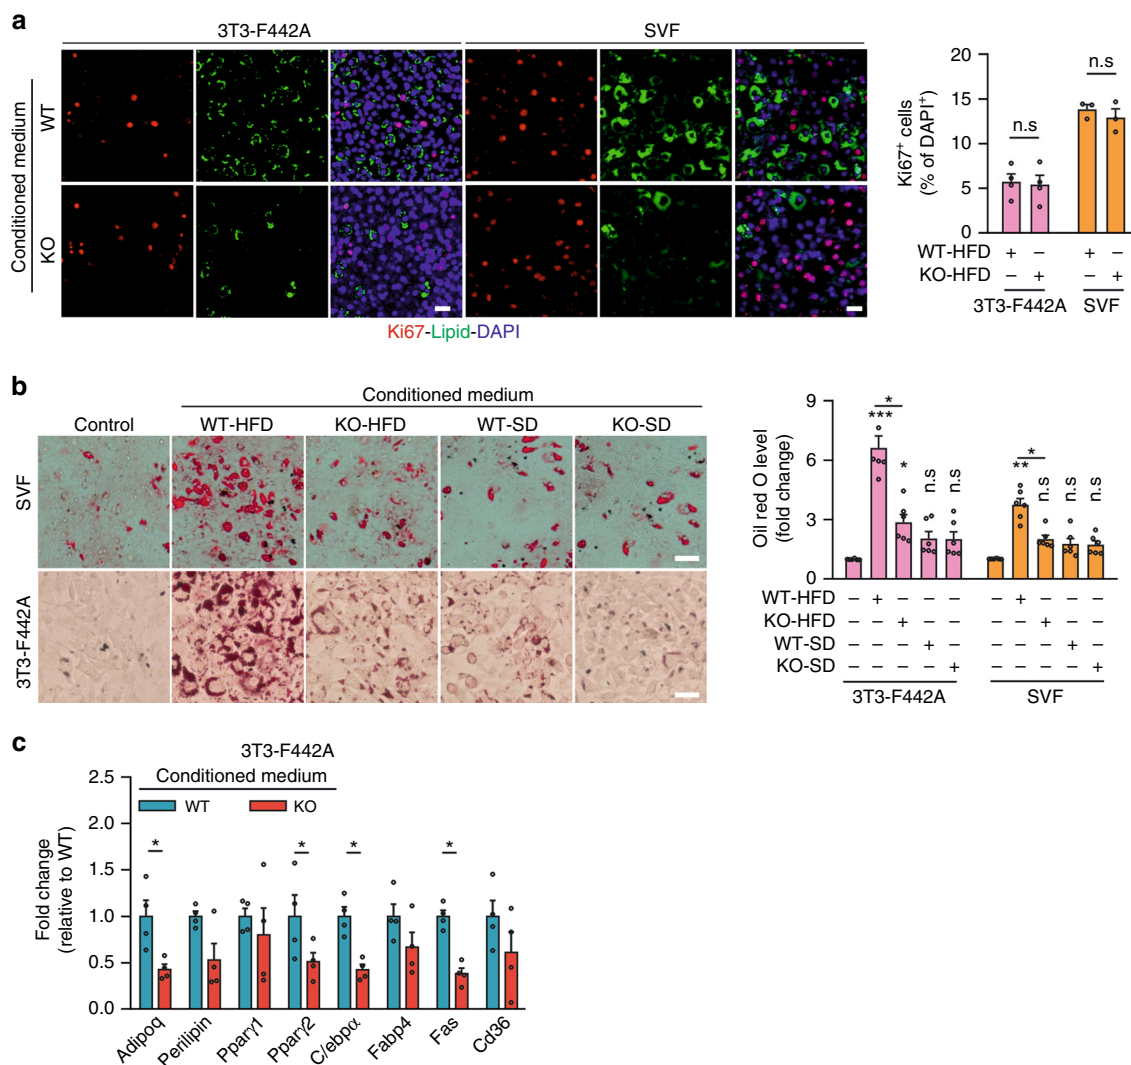 a
3T3-F442A
SVF
Conditioned medium
WT
KO
Ki67-Lipid-DAPI
Ki67⁺ cells
(% of DAPI⁺)
20
15
10
5
0
n.s
n.s
WT-HFD + − + −
KO-HFD − + − +
3T3-F442A SVF
b
Conditioned medium
Control WT-HFD KO-HFD WT-SD KO-SD
SVF
3T3-F442A
Oil red O level
(fold change)
9
6
3
0
*
***
*
n.s
n.s
*
**
n.s
n.s
n.s
WT-HFD − + − − − − + − − −
KO-HFD − − + − − − − + − −
WT-SD − − − + − − − − + −
KO-SD − − − − + − − − − +
3T3-F442A SVF
c
3T3-F442A
Conditioned medium
WT KO
Fold change
(relative to WT)
2.5
2.0
1.5
1.0
0.5
0.0
* * * *
Adipoq
Perilipin
Pparγ1
Pparγ2
C/ebpα
Fabp4
Fas
Cd36